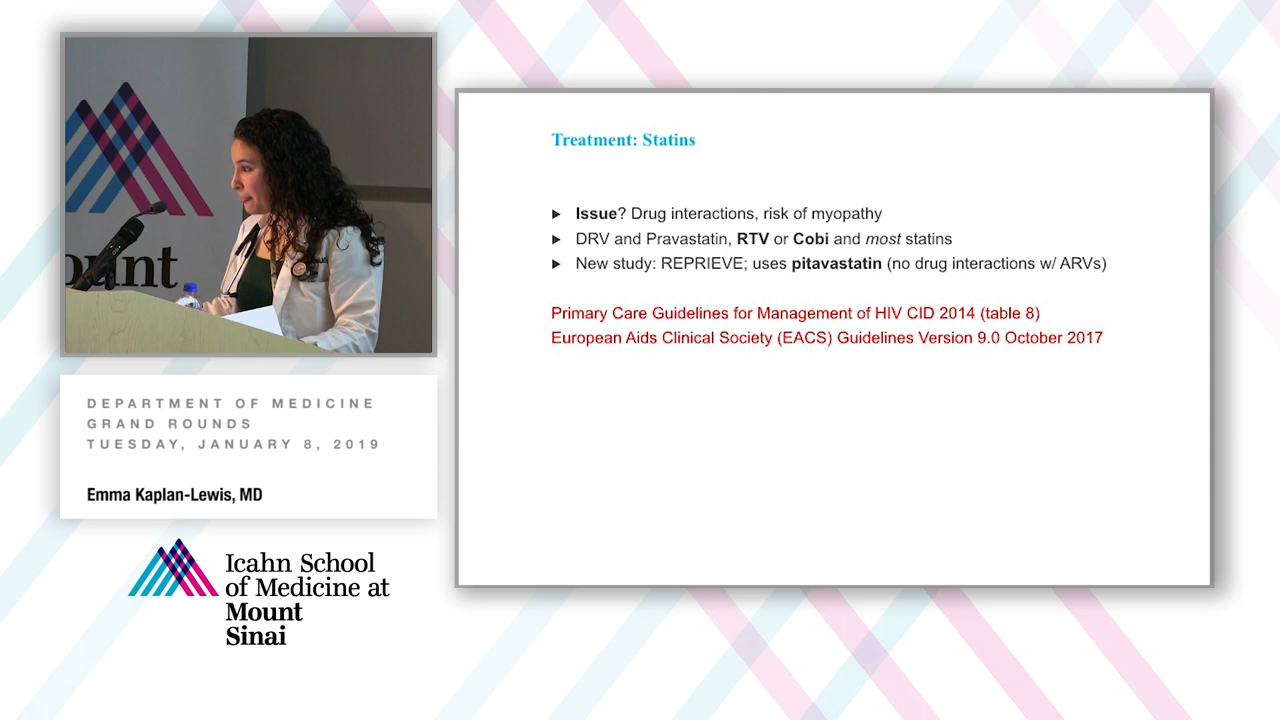 ount
DEPARTMENT OF MEDICINE
GRAND ROUNDS
TUESDAY, JANUARY 8, 2019
Emma Kaplan-Lewis, MD
Icahn School
of Medicine at
Mount
Sinai
Treatment: Statins
Issue? Drug interactions, risk of myopathy
DRV and Pravastatin, RTV or Cobi and most statins
New study: REPRIEVE; uses pitavastatin (no drug interactions w/ ARVs)
Primary Care Guidelines for Management of HIV CID 2014 (table 8)
European Aids Clinical Society (EACS) Guidelines Version 9.0 October 2017